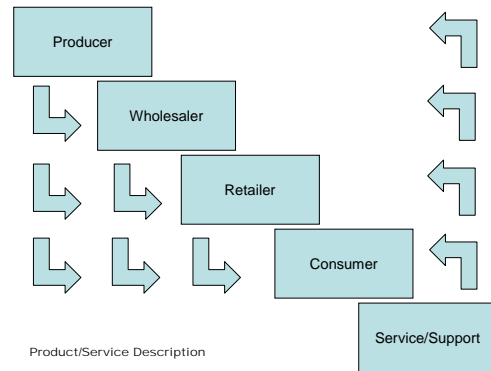 Producer
Wholesaler
Retailer
Consumer
Service/Support
Product/Service Description